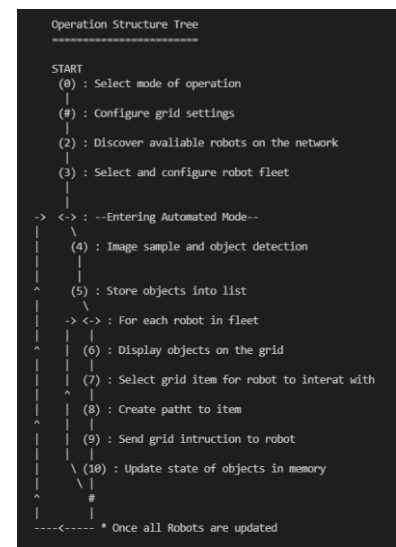 Operation Structure Tree
========================
START
(0) : Select mode of operation
|
(#) : Configure grid settings
|
(2) : Discover avaliable robots on the network
|
(3) : Select and configure robot fleet
|
|
-> <-> : --Entering Automated Mode--
| \
| (4) : Image sample and object detection
| |
| |
^ (5) : Store objects into list
| \
| -> <-> : For each robot in fleet
| | |
^ | (6) : Display objects on the grid
| | |
| | (7) : Select grid item for robot to interat with
| ^ |
| | (8) : Create patht to item
^ | |
| | (9) : Send grid intruction to robot
| | |
| \ (10) : Update state of objects in memory
| \ |
^ #
| |
----<----- * Once all Robots are updated